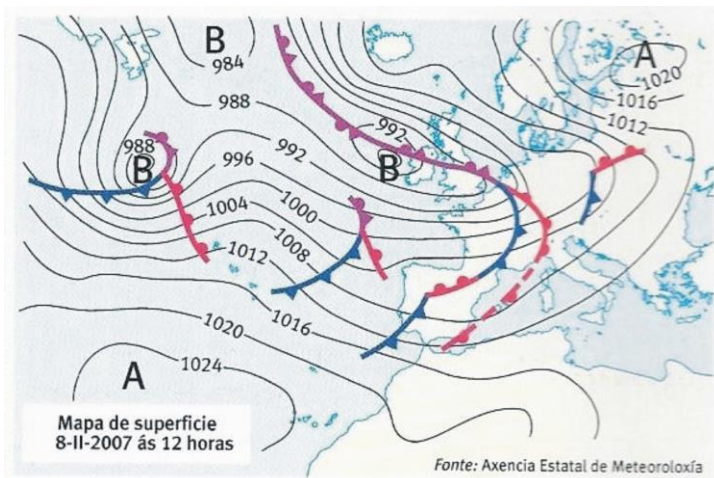 B
984
988
992
A
1020
1016
1012
988
B
996
992
B
1004
1000
1008
1012
1016
1020
1024
A
Mapa de superficie
8-II-2007 ás 12 horas
Fonte: Axencia Estatal de Meteoroloxía